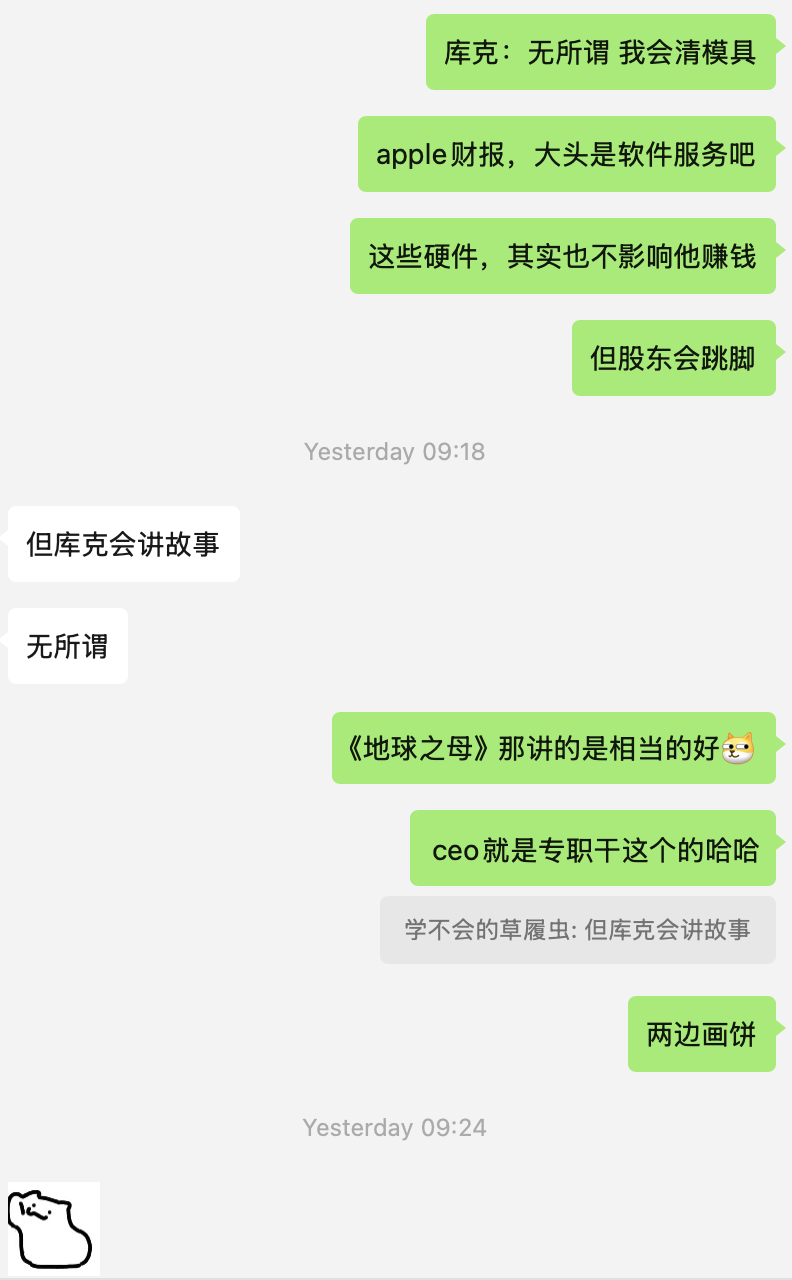 库克：无所谓 我会清模具
apple财报，大头是软件服务吧
这些硬件，其实也不影响他赚钱
但股东会跳脚
Yesterday 09:18
但库克会讲故事
无所谓
《地球之母》那讲的是相当的好
ceo就是专职干这个的哈哈
学不会的草履虫: 但库克会讲故事
两边画饼
Yesterday 09:24